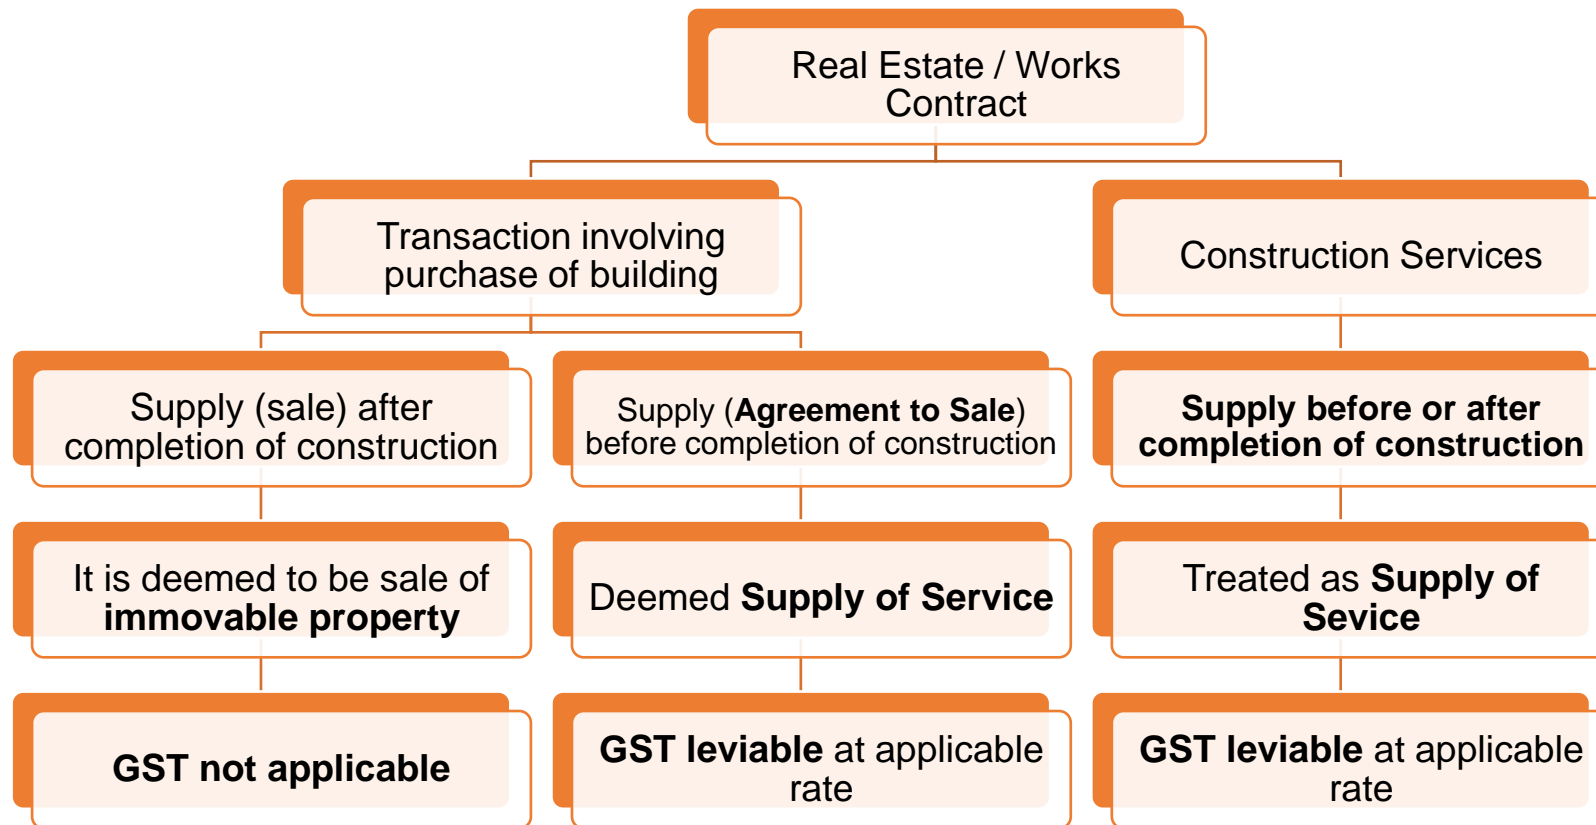 Real Estate / Works
Contract
Transaction involving
purchase of building
Construction Services
Supply (sale) after
completion of construction
Supply (Agreement to Sale)
before completion of construction
Supply before or after
completion of construction
It is deemed to be sale of
immovable property
Deemed Supply of Service
Treated as Supply of
Sevice
GST not applicable
GST leviable at applicable
rate
GST leviable at applicable
rate